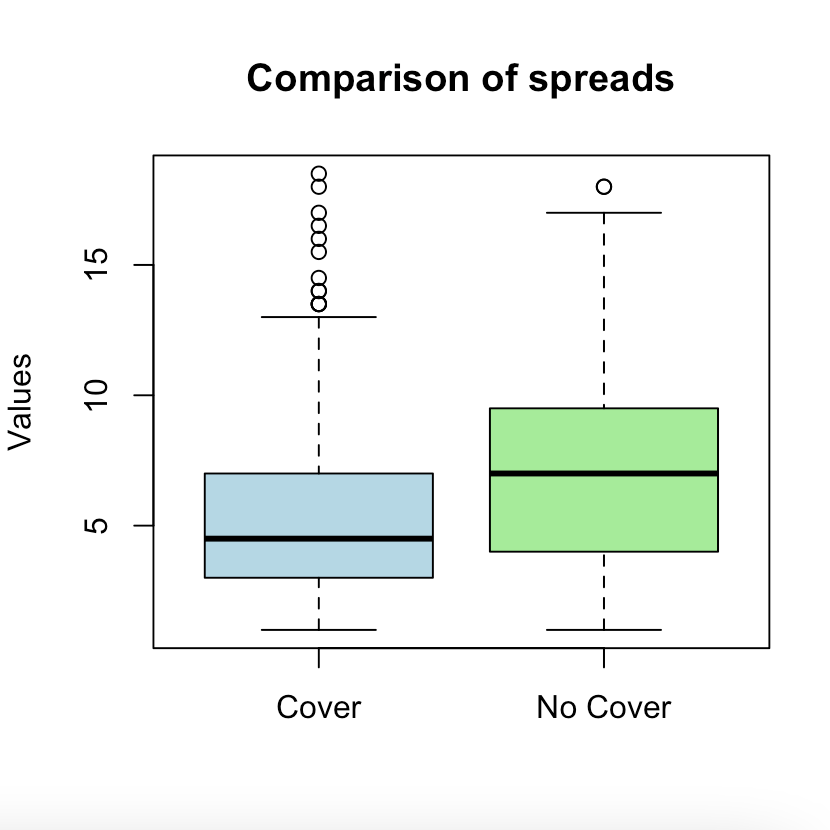 Comparison of spreads
Values
15
10
5
Cover
No Cover